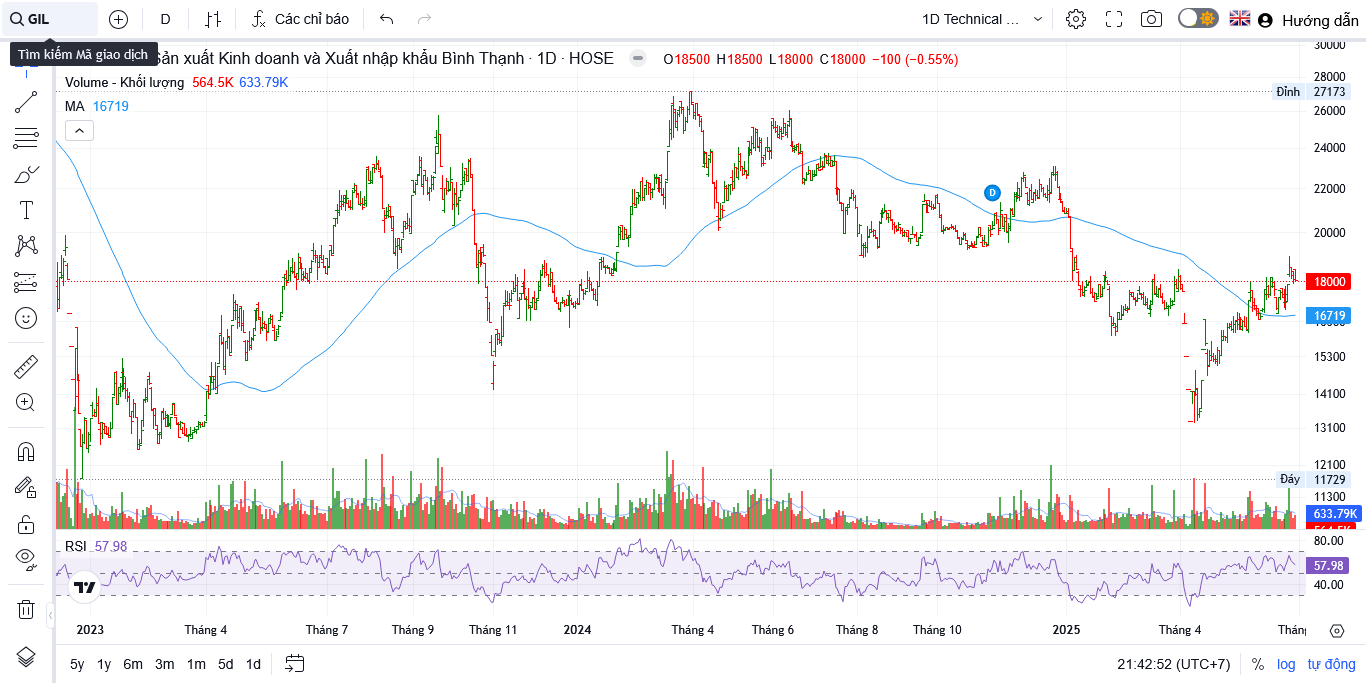 GIL D Các chỉ báo 1D Technical ... Hướng dẫn
Tìm kiếm Mã giao dịch
Sản xuất Kinh doanh và Xuất nhập khẩu Bình Thạnh · 1D · HOSE O18500 H18500 L18000 C18000 −100 (−0.55%)
Volume - Khối lượng 564.5K 633.79K
MA 16719
30000
28000
Đỉnh 27173
26000
24000
22000
20000
18000
16719
15300
14100
13100
12100
Đáy 11729
11300
633.79K
D
RSI 57.98
80.00
57.98
40.00
2023 Tháng 4 Tháng 7 Tháng 9 Tháng 11 2024 Tháng 4 Tháng 6 Tháng 8 Tháng 10 2025 Tháng 4
5y 1y 6m 3m 1m 5d 1d 21:42:52 (UTC+7) % log tự động